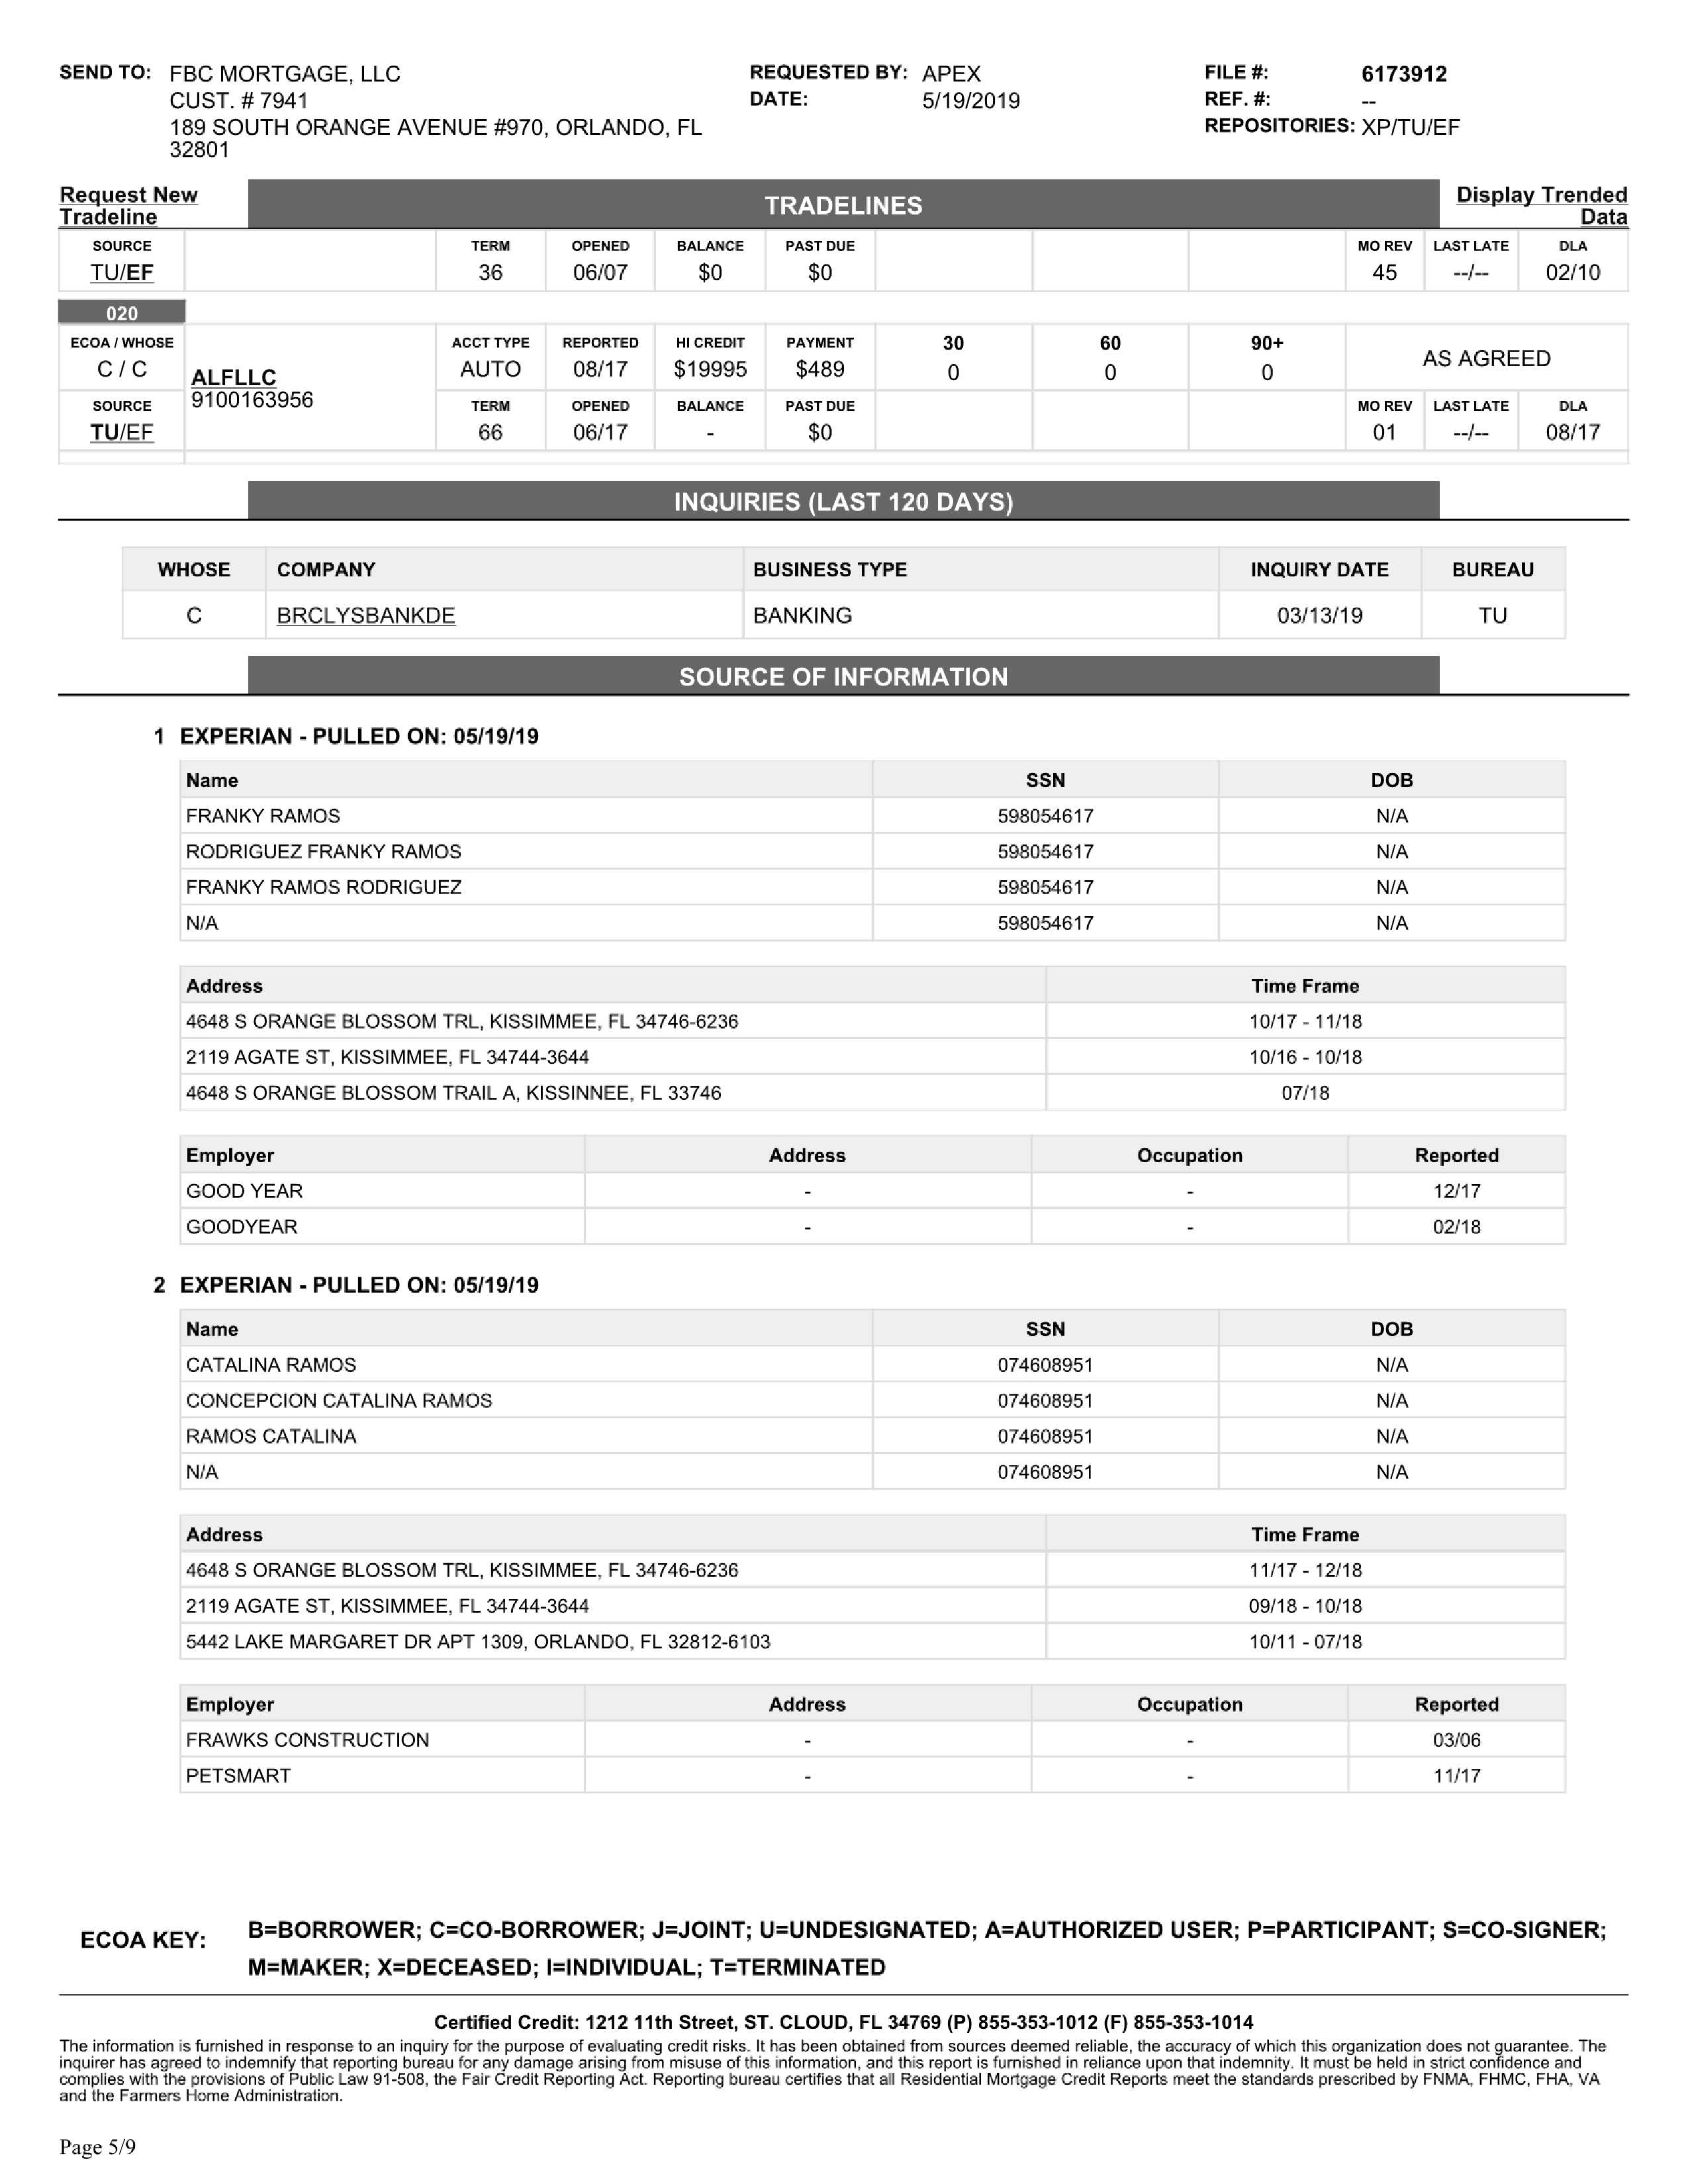 SEND TO: FBC MORTGAGE, LLC REQUESTED BY: APEX FILE #: 6173912
CUST. # 7941 DATE: 5/19/2019 REF. #: --
189 SOUTH ORANGE AVENUE #970, ORLANDO, FL REPOSITORIES: XP/TU/EF
32801
Request New TRADELINES Display Trended
Tradeline Data
SOURCE TERM OPENED BALANCE PAST DUE MO REV LAST LATE DLA
TU/EF 36 06/07 $0 $0 45 --/-- 02/10
020
ECOA / WHOSE ACCT TYPE REPORTED HI CREDIT PAYMENT 30 60 90+
C / C ALFLLC AUTO 08/17 $19995 $489 0 0 0 AS AGREED
9100163956
SOURCE TERM OPENED BALANCE PAST DUE MO REV LAST LATE DLA
TU/EF 66 06/17 - $0 01 --/-- 08/17
INQUIRIES (LAST 120 DAYS)
WHOSE COMPANY BUSINESS TYPE INQUIRY DATE BUREAU
C BRCLYSBANKDE BANKING 03/13/19 TU
SOURCE OF INFORMATION
1 EXPERIAN - PULLED ON: 05/19/19
Name SSN DOB
FRANKY RAMOS 598054617 N/A
RODRIGUEZ FRANKY RAMOS 598054617 N/A
FRANKY RAMOS RODRIGUEZ 598054617 N/A
N/A 598054617 N/A
Address Time Frame
4648 S ORANGE BLOSSOM TRL, KISSIMMEE, FL 34746-6236 10/17 - 11/18
2119 AGATE ST, KISSIMMEE, FL 34744-3644 10/16 - 10/18
4648 S ORANGE BLOSSOM TRAIL A, KISSINNEE, FL 33746 07/18
Employer Address Occupation Reported
GOOD YEAR - - 12/17
GOODYEAR - - 02/18
2 EXPERIAN - PULLED ON: 05/19/19
Name SSN DOB
CATALINA RAMOS 074608951 N/A
CONCEPCION CATALINA RAMOS 074608951 N/A
RAMOS CATALINA 074608951 N/A
N/A 074608951 N/A
Address Time Frame
4648 S ORANGE BLOSSOM TRL, KISSIMMEE, FL 34746-6236 11/17 - 12/18
2119 AGATE ST, KISSIMMEE, FL 34744-3644 09/18 - 10/18
5442 LAKE MARGARET DR APT 1309, ORLANDO, FL 32812-6103 10/11 - 07/18
Employer Address Occupation Reported
FRAWKS CONSTRUCTION - - 03/06
PETSMART - - 11/17
ECOA KEY: B=BORROWER; C=CO-BORROWER; J=JOINT; U=UNDESIGNATED; A=AUTHORIZED USER; P=PARTICIPANT; S=CO-SIGNER;
M=MAKER; X=DECEASED; I=INDIVIDUAL; T=TERMINATED
Certified Credit: 1212 11th Street, ST. CLOUD, FL 34769 (P) 855-353-1012 (F) 855-353-1014
The information is furnished in response to an inquiry for the purpose of evaluating credit risks. It has been obtained from sources deemed reliable, the accuracy of which this organization does not guarantee. The
inquirer has agreed to indemnify that reporting bureau for any damage arising from misuse of this information, and this report is furnished in reliance upon that indemnity. It must be held in strict confidence and
complies with the provisions of Public Law 91-508, the Fair Credit Reporting Act. Reporting bureau certifies that all Residential Mortgage Credit Reports meet the standards prescribed by FNMA, FHMC, FHA, VA
and the Farmers Home Administration.
Page 5/9